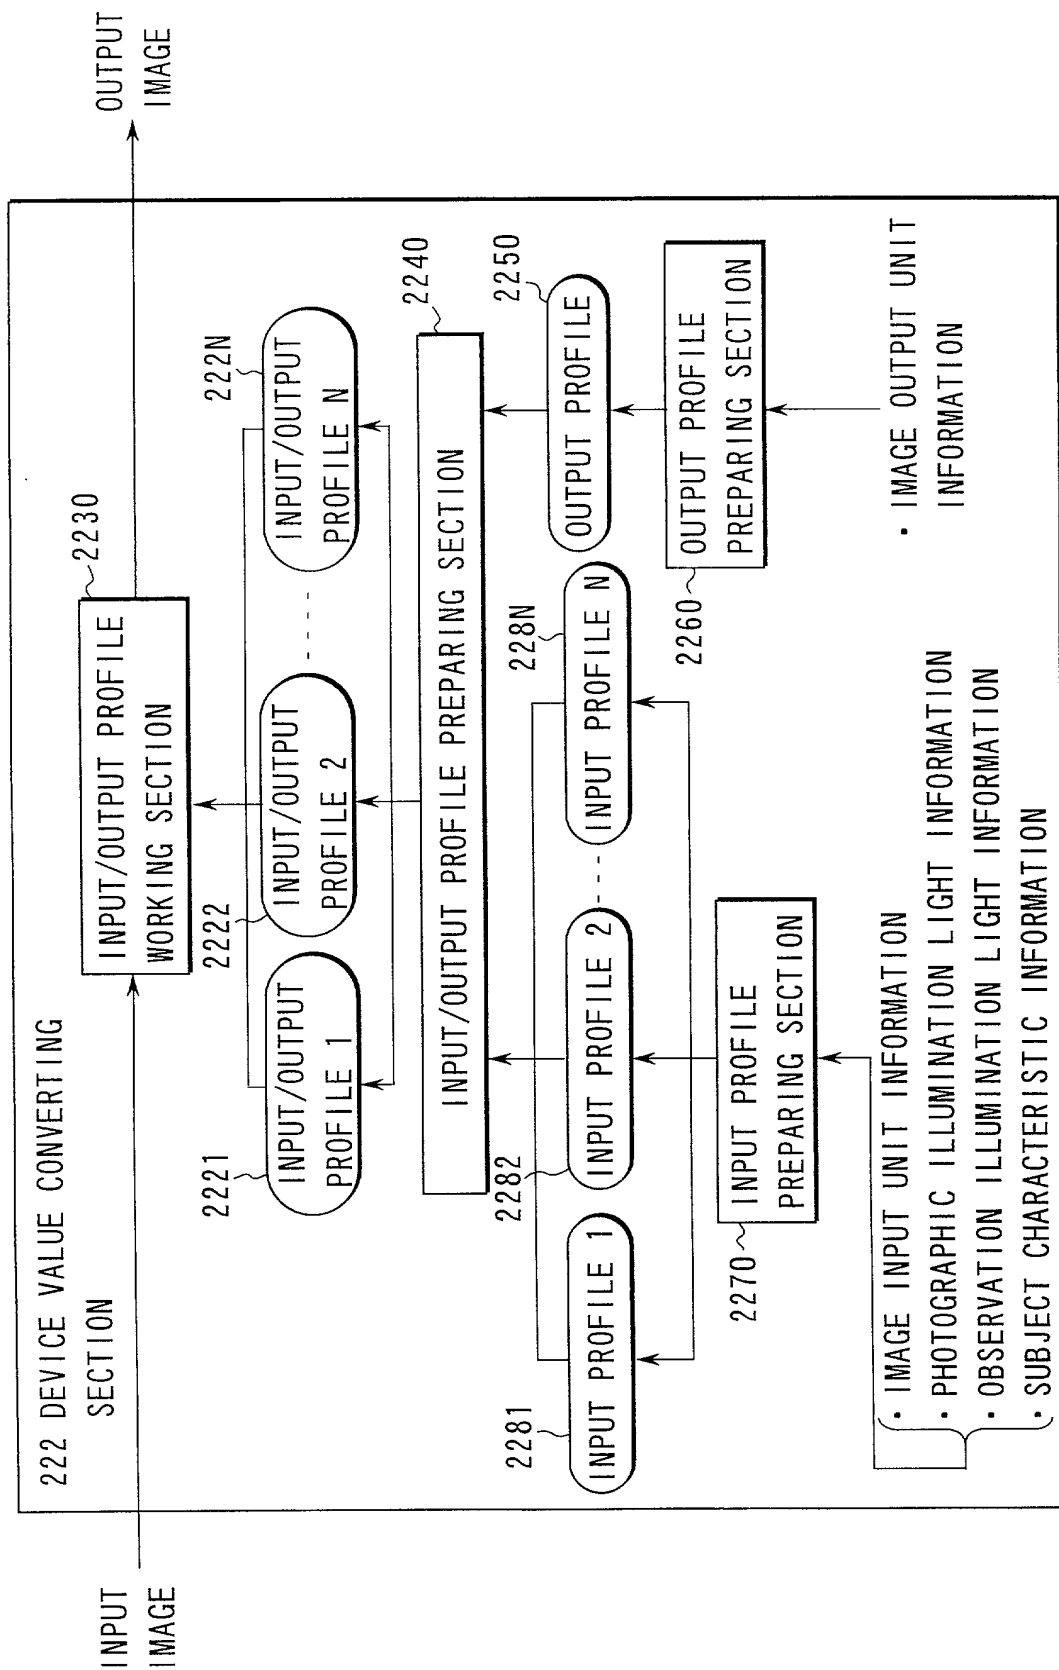 222 DEVICE VALUE CONVERTING
SECTION
INPUT
IMAGE
OUTPUT
IMAGE
2230
INPUT/OUTPUT PROFILE
WORKING SECTION
2221
INPUT/OUTPUT
PROFILE 1
2222
INPUT/OUTPUT
PROFILE 2
-----
222N
INPUT/OUTPUT
PROFILE N
2240
INPUT/OUTPUT PROFILE PREPARING SECTION
2281
INPUT PROFILE 1
2282
INPUT PROFILE 2
----
228N
INPUT PROFILE N
2250
OUTPUT PROFILE
2270
INPUT PROFILE
PREPARING SECTION
2260
OUTPUT PROFILE
PREPARING SECTION
· IMAGE INPUT UNIT INFORMATION
· PHOTOGRAPHIC ILLUMINATION LIGHT INFORMATION
· OBSERVATION ILLUMINATION LIGHT INFORMATION
· SUBJECT CHARACTERISTIC INFORMATION
· IMAGE OUTPUT UNIT
INFORMATION